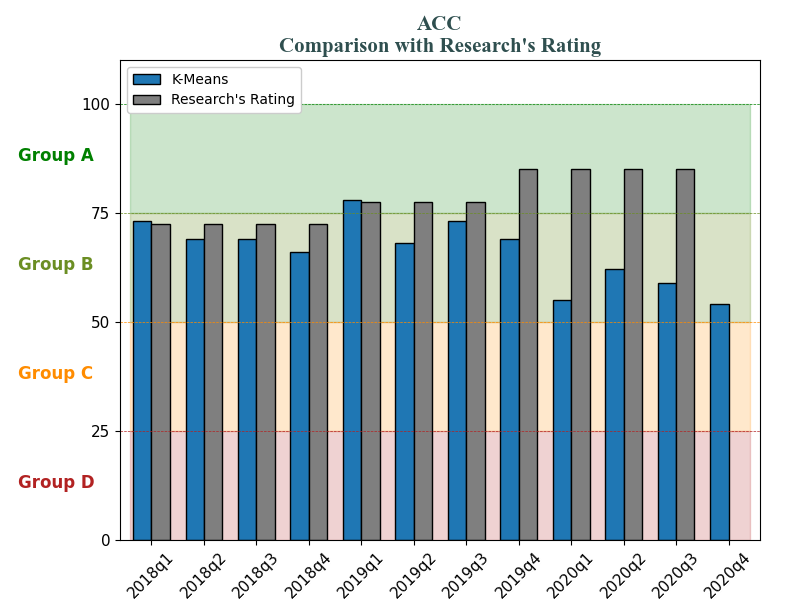 ACC
Comparison with Research's Rating
K-Means
Research's Rating
100
Group A
75
Group B
50
Group C
25
Group D
0
2018q1 2018q2 2018q3 2018q4 2019q1 2019q2 2019q3 2019q4 2020q1 2020q2 2020q3 2020q4